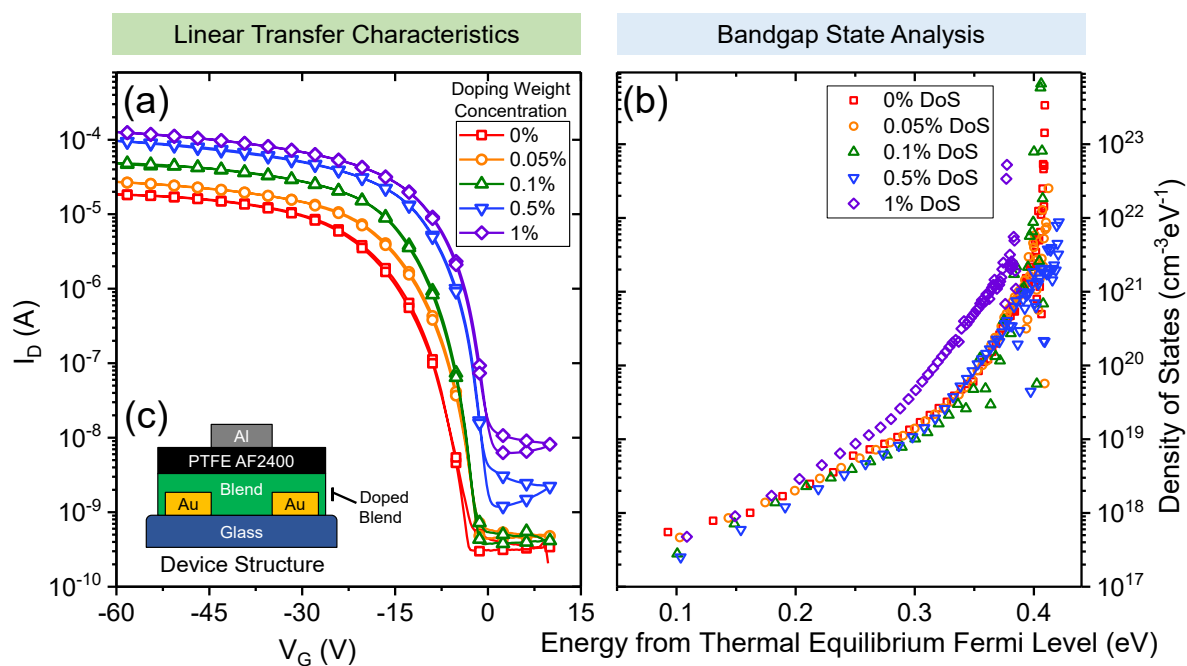 Linear Transfer Characteristics
Bandgap State Analysis
(a)
Doping Weight
Concentration
0%
0.05%
0.1%
0.5%
1%
10⁻⁴
10⁻⁵
10⁻⁶
10⁻⁷
10⁻⁸
10⁻⁹
10⁻¹⁰
I_D (A)
-60
-45
-30
-15
0
15
V_G (V)
(c)
Al
PTFE AF2400
Blend
Au
Au
Glass
Doped
Blend
Device Structure
(b)
0% DoS
0.05% DoS
0.1% DoS
0.5% DoS
1% DoS
10²³
10²²
10²¹
10²⁰
10¹⁹
10¹⁸
10¹⁷
Density of States (cm⁻³eV⁻¹)
0.1
0.2
0.3
0.4
Energy from Thermal Equilibrium Fermi Level (eV)